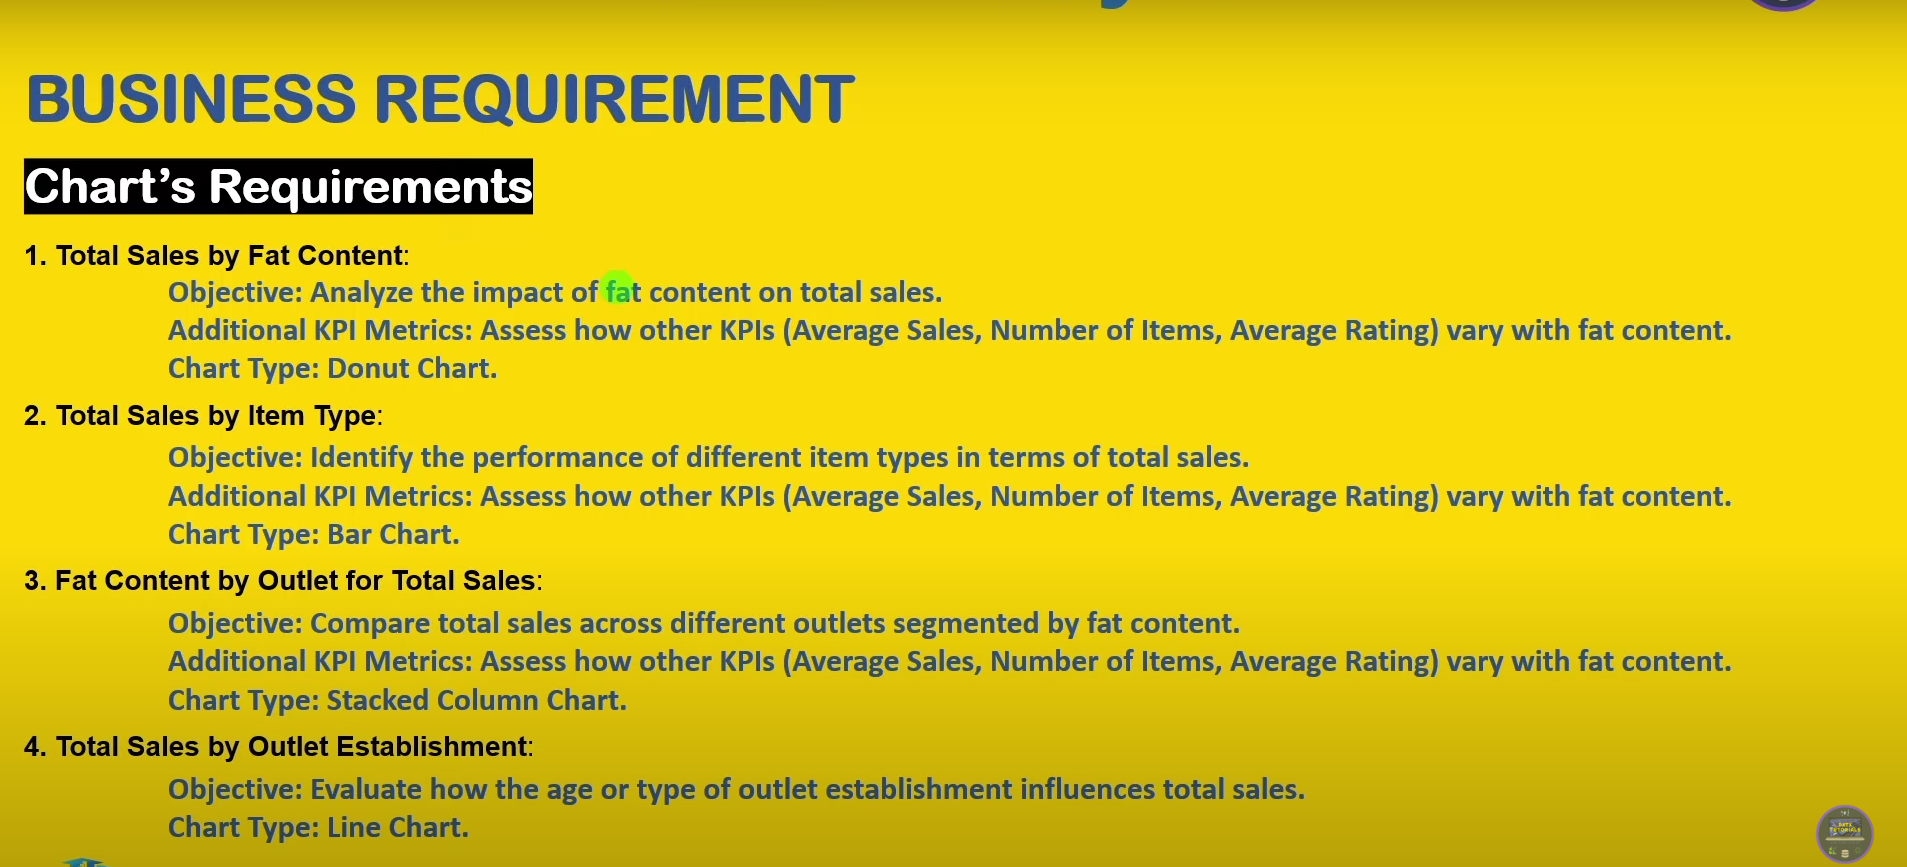 BUSINESS REQUIREMENT
Chart's Requirements
1. Total Sales by Fat Content:
Objective: Analyze the impact of fat content on total sales.
Additional KPI Metrics: Assess how other KPIs (Average Sales, Number of Items, Average Rating) vary with fat content.
Chart Type: Donut Chart.
2. Total Sales by Item Type:
Objective: Identify the performance of different item types in terms of total sales.
Additional KPI Metrics: Assess how other KPIs (Average Sales, Number of Items, Average Rating) vary with fat content.
Chart Type: Bar Chart.
3. Fat Content by Outlet for Total Sales:
Objective: Compare total sales across different outlets segmented by fat content.
Additional KPI Metrics: Assess how other KPIs (Average Sales, Number of Items, Average Rating) vary with fat content.
Chart Type: Stacked Column Chart.
4. Total Sales by Outlet Establishment:
Objective: Evaluate how the age or type of outlet establishment influences total sales.
Chart Type: Line Chart.
DATA
TUTORIALS